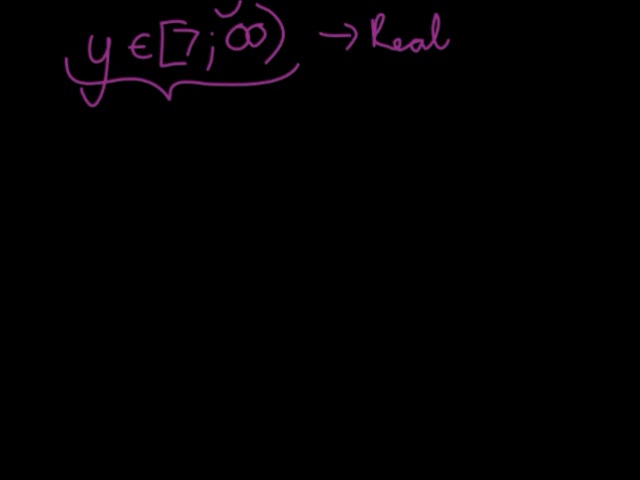 y ∈ [7; ∞) → Real